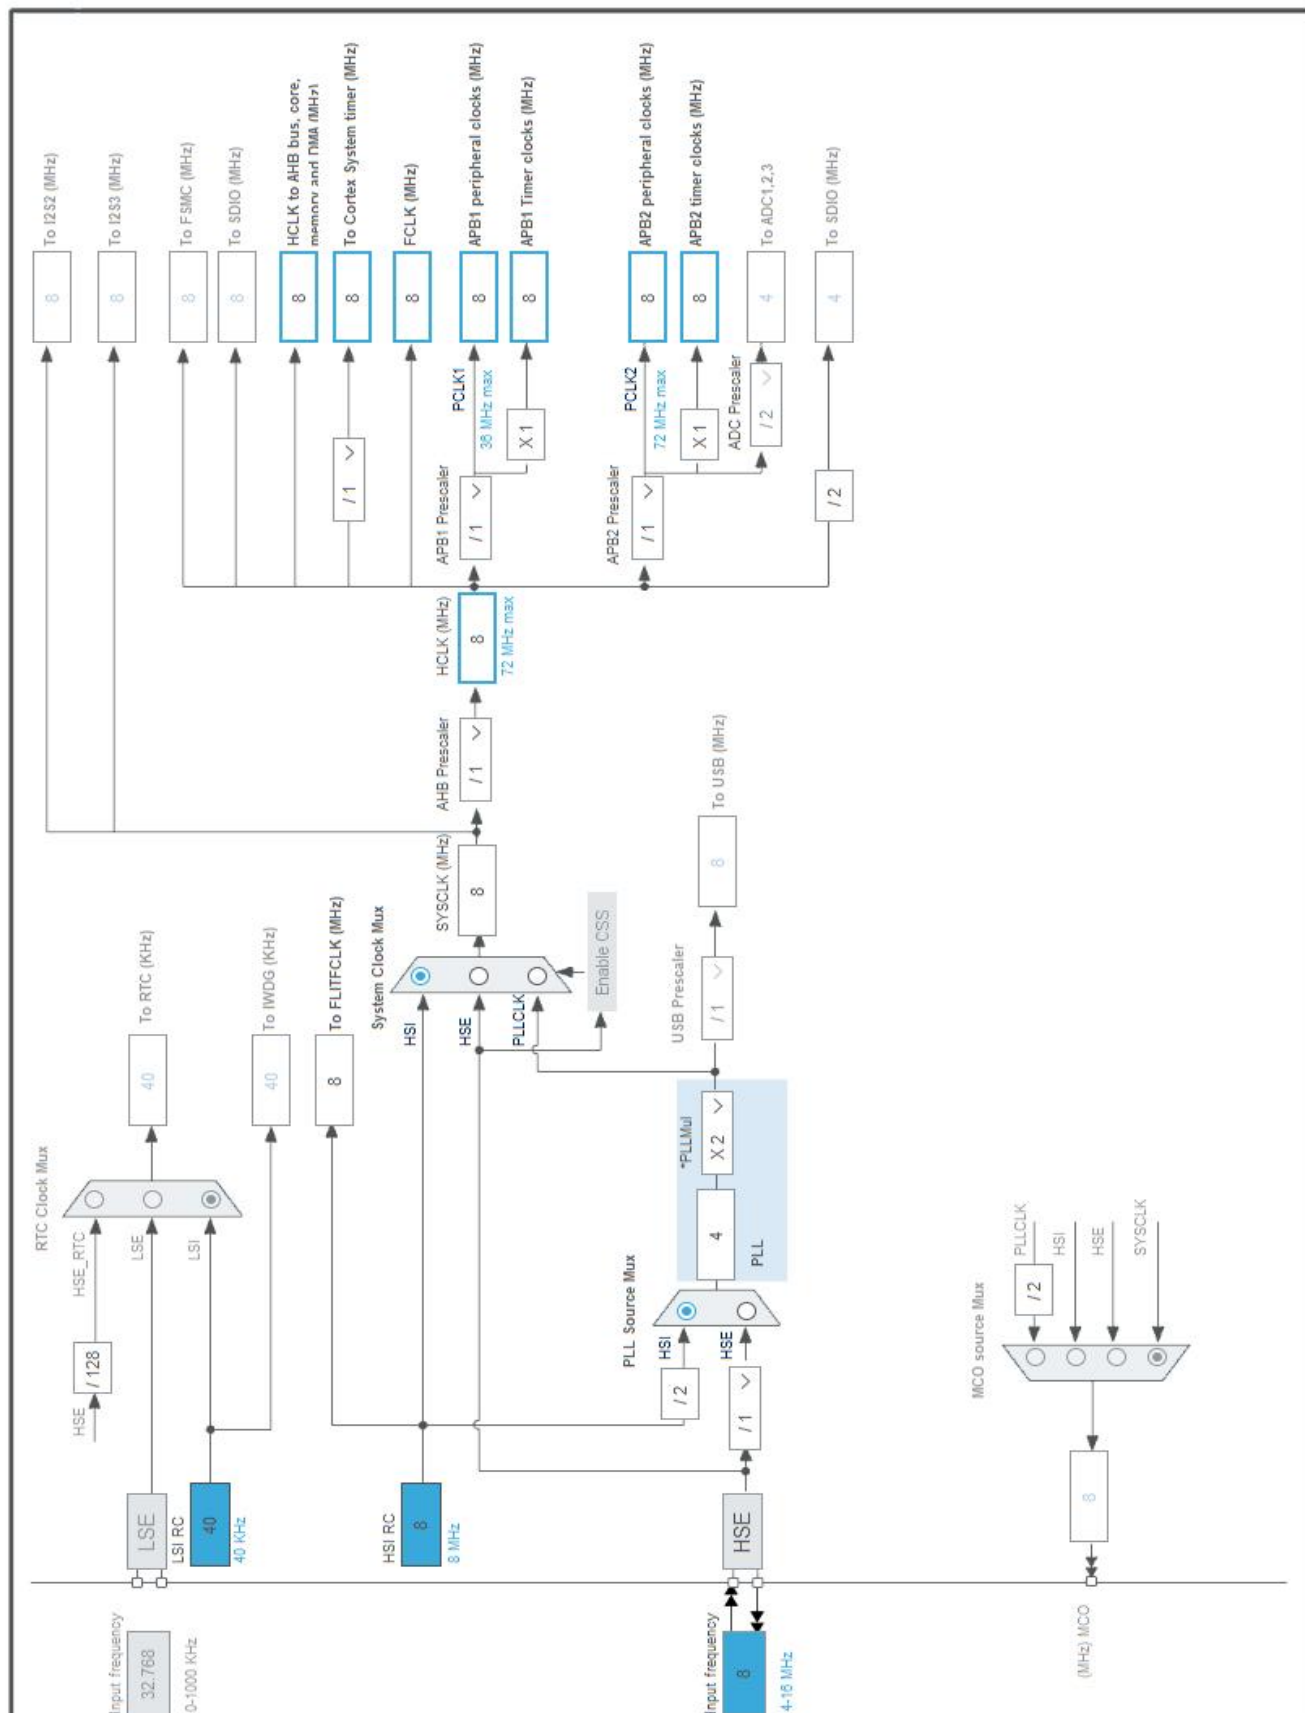 Input frequency
32.768
0-1000 KHz
LSE
LSI RC
40
40 KHz
HSE
/ 128
HSE_RTC
LSE
LSI
RTC Clock Mux
40
To RTC (KHz)
40
To IWDG (KHz)
8
To FLITFCLK (MHz)
HSI RC
8
8 MHz
System Clock Mux
HSI
HSE
PLLCLK
Enable CSS
SYSCLK (MHz)
8
AHB Prescaler
/ 1
HCLK (MHz)
8
72 MHz max
8
To I2S2 (MHz)
8
To I2S3 (MHz)
8
To FSMC (MHz)
8
To SDIO (MHz)
8
HCLK to AHB bus, core,
memory and DMA (MHz)
/ 1
8
To Cortex System timer (MHz)
8
FCLK (MHz)
APB1 Prescaler
/ 1
PCLK1
36 MHz max
8
APB1 peripheral clocks (MHz)
X 1
8
APB1 Timer clocks (MHz)
APB2 Prescaler
/ 1
PCLK2
72 MHz max
8
APB2 peripheral clocks (MHz)
X 1
8
APB2 timer clocks (MHz)
ADC Prescaler
/ 2
4
To ADC1,2,3
/ 2
4
To SDIO (MHz)
Input frequency
8
4-16 MHz
HSE
PLL Source Mux
/ 2
HSI
/ 1
HSE
4
*PLLMul
X 2
PLL
USB Prescaler
/ 1
8
To USB (MHz)
MCO source Mux
/ 2
PLLCLK
HSI
HSE
SYSCLK
8
(MHz) MCO